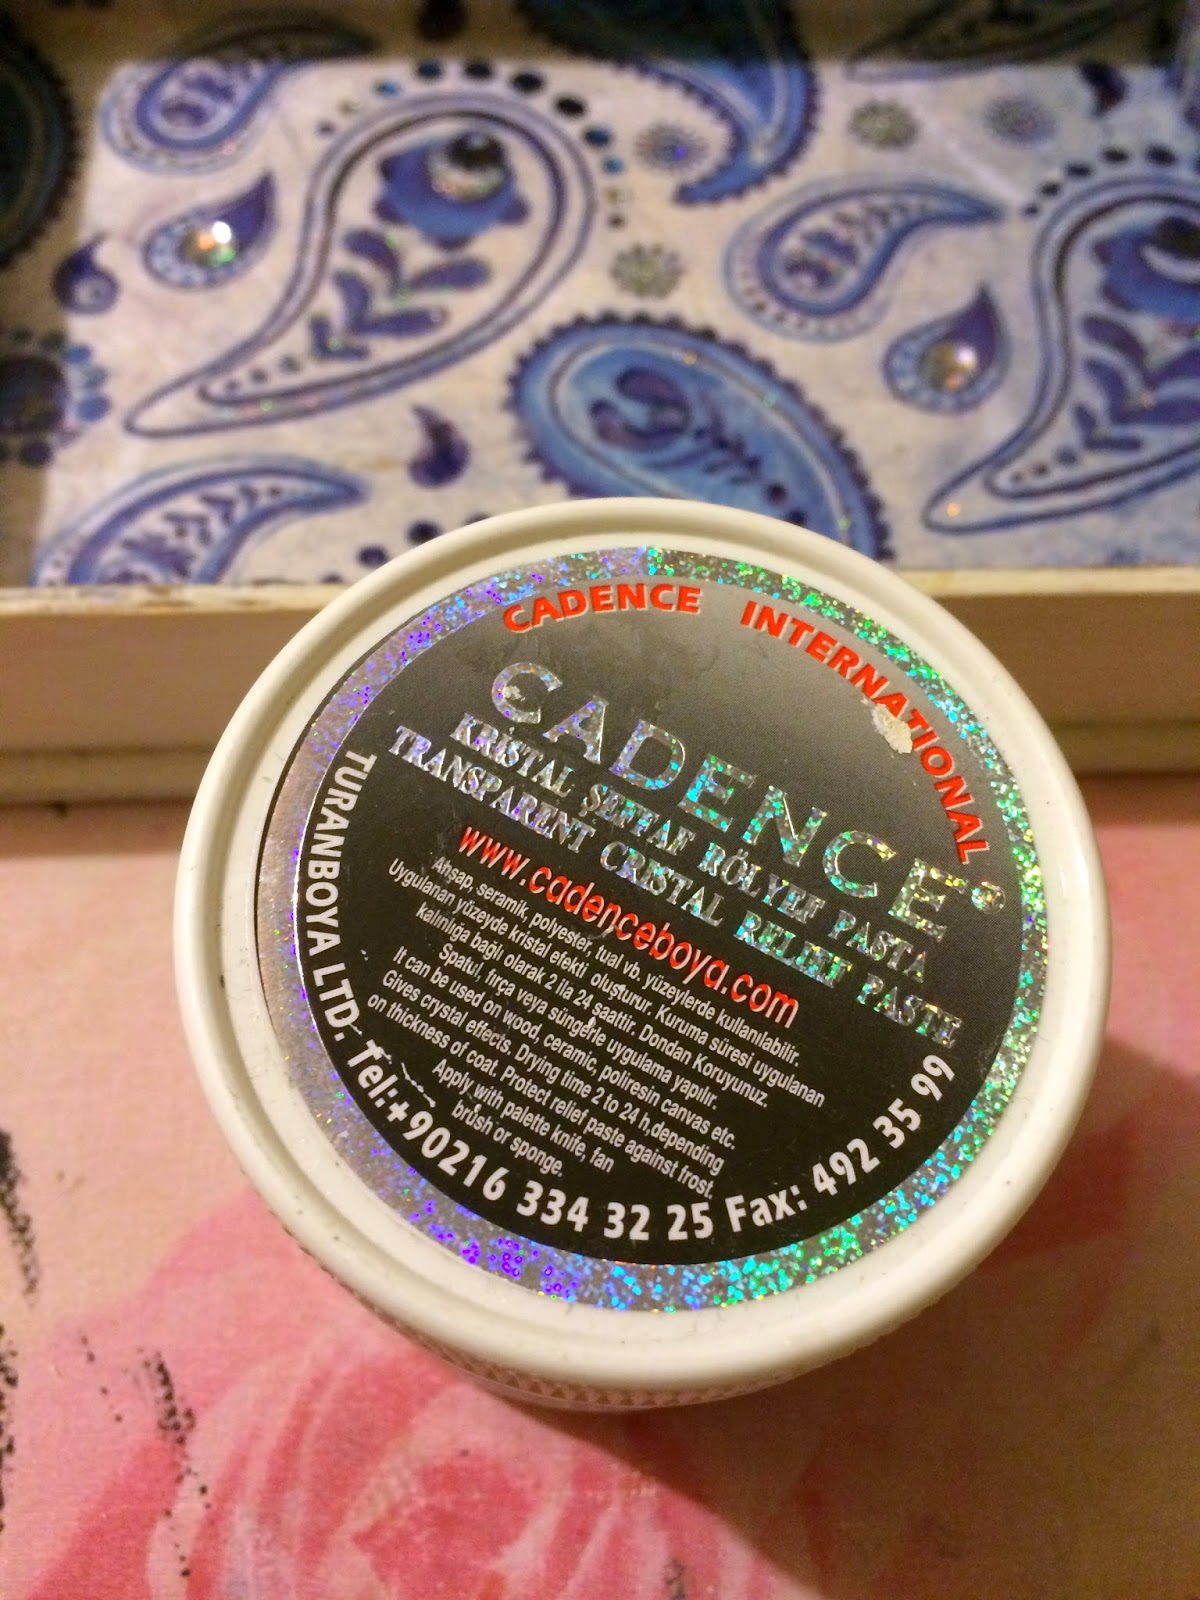 CADENCE INTERNATIONAL
CADENCE®
KRİSTAL ŞEFFAF RÖLYEF PASTA
TRANSPARENT CRISTAL RELIEF PASTE
www.cadenceboya.com
Ahşap, seramik, polyester, tual vb. yüzeylerde kullanılabilir.
Uygulanan yüzeyde kristal efekti oluşturur. Kuruma süresi uygulanan
kalınlığa bağlı olarak 2 ila 24 saattir. Dondan Koruyunuz.
Spatul, fırça veya süngerle uygulama yapılır.
It can be used on wood, ceramic, poliresin canvas etc.
Gives crystal effects. Drying time 2 to 24 h,depending
on thickness of coat. Protect relief paste against frost.
Apply with palette knife, fan
brush or sponge.
TURANBOYA LTD. Tel:+90216 334 32 25 Fax: 492 35 99